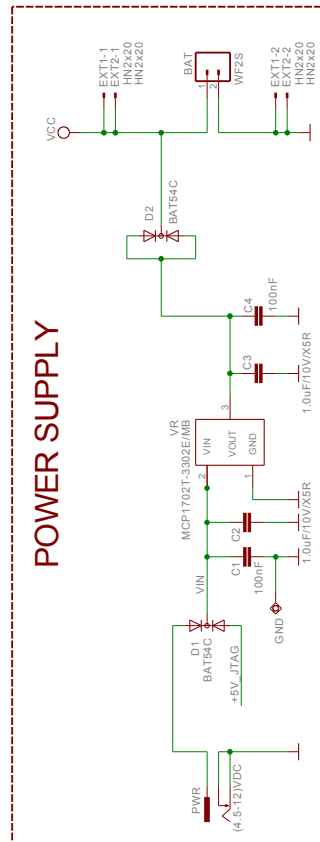 POWER SUPPLY
PWR
(4.5-12)VDC
D1
BAT54C
+5V_JTAG
VIN
C1
100nF
GND
C2
1.0uF/10V/X5R
VR
MCP1702T-3302E/MB
VIN
VOUT
GND
2
3
1
C3
1.0uF/10V/X5R
C4
100nF
D2
BAT54C
VCC
EXT1-1
EXT2-1
HN2x20
HN2x20
BAT
1
2
WF2S
EXT1-2
EXT2-2
HN2x20
HN2x20